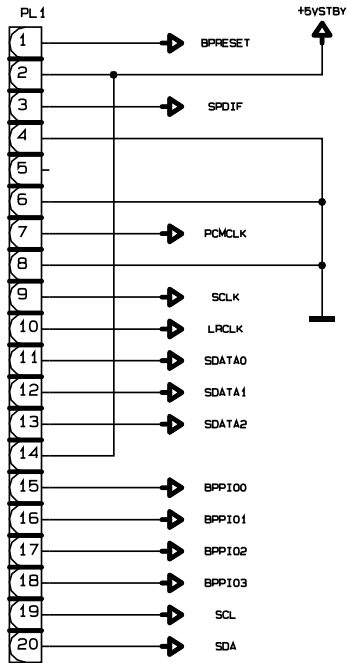 PL1
+5VSTBY
1 BPRESET
2
3 SPDIF
4
5
6
7 PCMCLK
8
9 SCLK
10 LRCLK
11 SDATA0
12 SDATA1
13 SDATA2
14
15 BPPIO0
16 BPPIO1
17 BPPIO2
18 BPPIO3
19 SCL
20 SDA